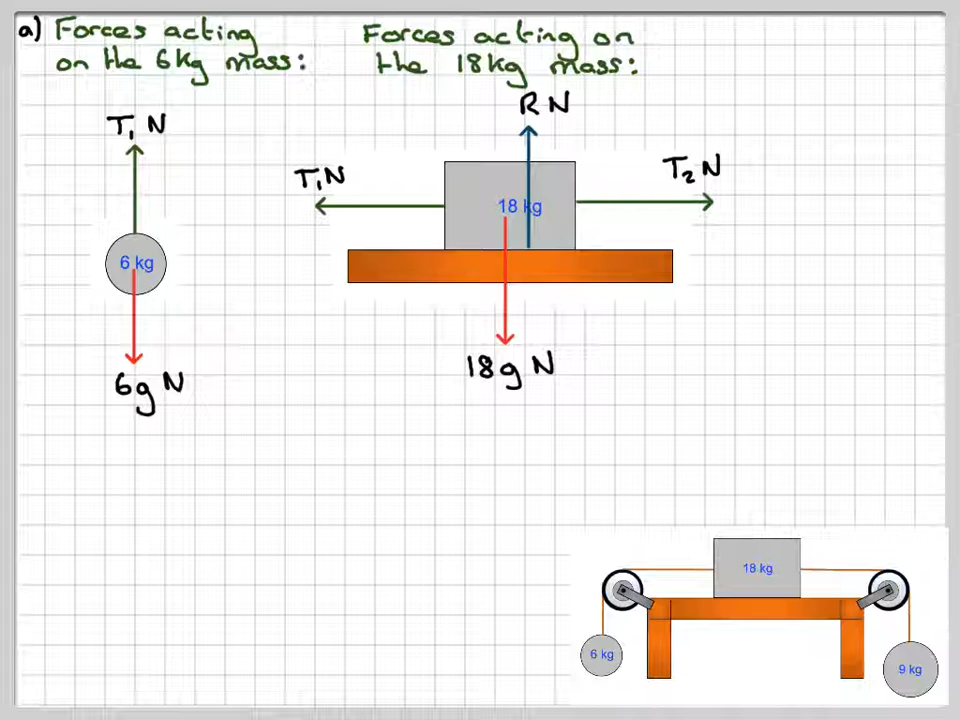 a) Forces acting
on the 6kg mass:
Forces acting on
the 18kg mass:
T₁ N
6 kg
6g N
R N
T₁N
T₂ N
18 kg
18g N
18 kg
6 kg
9 kg